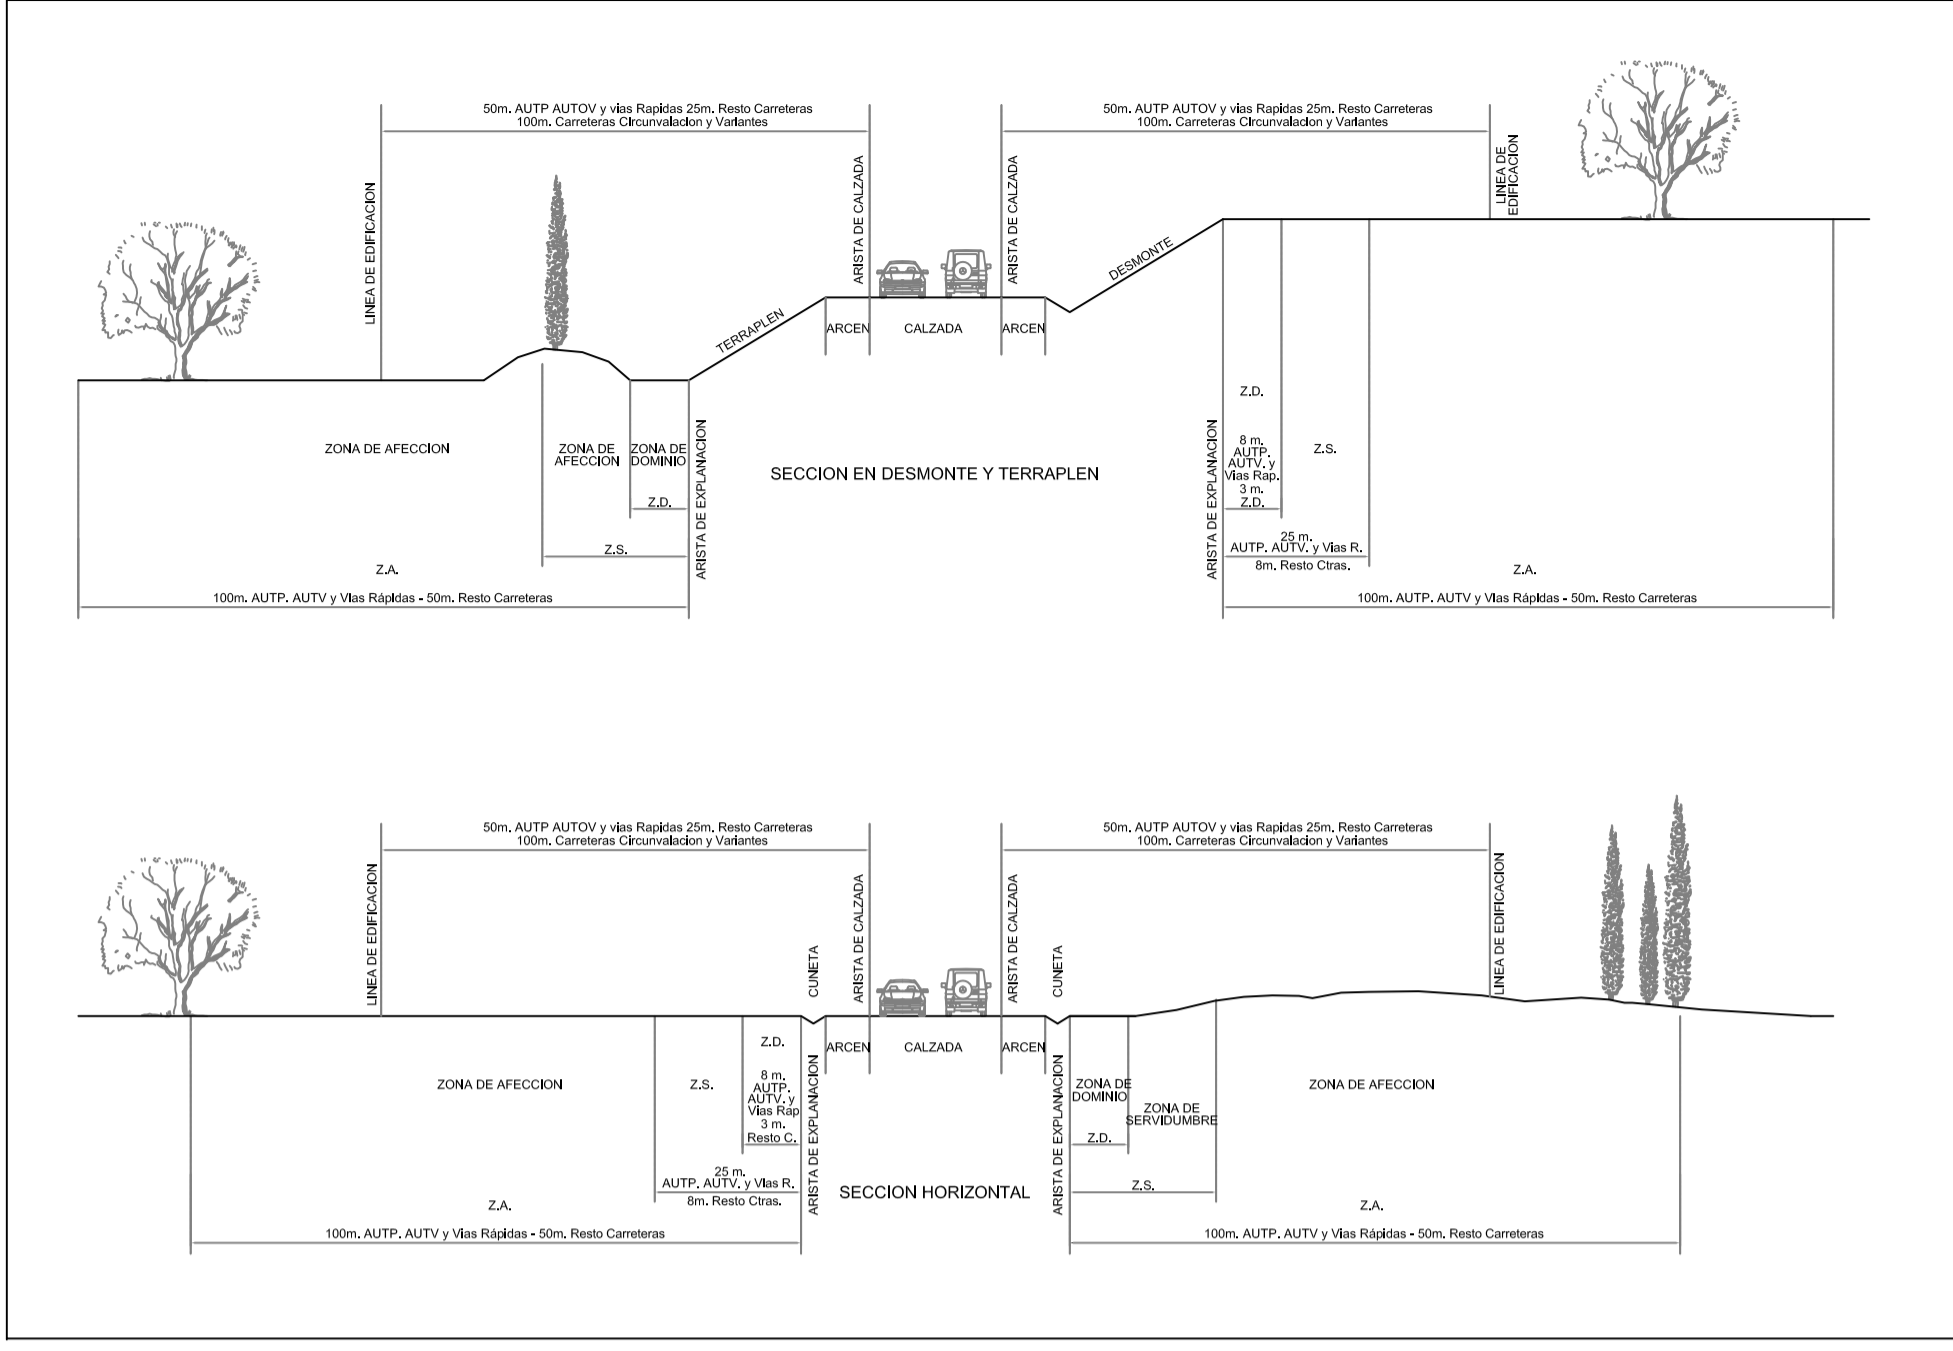 50m. AUTP AUTOV y vias Rapidas 25m. Resto Carreteras
100m. Carreteras Circunvalacion y Variantes
50m. AUTP AUTOV y vias Rapidas 25m. Resto Carreteras
100m. Carreteras Circunvalacion y Variantes
LINEA DE EDIFICACION
ARISTA DE CALZADA
ARISTA DE CALZADA
LINEA DE
EDIFICACION
TERRAPLEN
DESMONTE
ARCEN
CALZADA
ARCEN
ZONA DE AFECCION
ZONA DE
AFECCION
ZONA DE
DOMINIO
Z.D.
Z.S.
Z.A.
100m. AUTP. AUTV y Vias Rápidas - 50m. Resto Carreteras
ARISTA DE EXPLANACION
SECCION EN DESMONTE Y TERRAPLEN
ARISTA DE EXPLANACION
Z.D.
8 m.
AUTP.
AUTV. y
Vias Rap.
3 m.
Z.D.
Z.S.
25 m.
AUTP. AUTV. y Vias R.
8m. Resto Ctras.
Z.A.
100m. AUTP. AUTV y Vias Rápidas - 50m. Resto Carreteras
50m. AUTP AUTOV y vias Rapidas 25m. Resto Carreteras
100m. Carreteras Circunvalacion y Variantes
50m. AUTP AUTOV y vias Rapidas 25m. Resto Carreteras
100m. Carreteras Circunvalacion y Variantes
LINEA DE EDIFICACION
CUNETA
ARISTA DE CALZADA
ARISTA DE CALZADA
CUNETA
LINEA DE EDIFICACION
ARCEN
CALZADA
ARCEN
ZONA DE AFECCION
Z.S.
Z.D.
8 m.
AUTP.
AUTV. y
Vias Rap
3 m.
Resto C.
25 m.
AUTP. AUTV. y Vias R.
8m. Resto Ctras.
Z.A.
100m. AUTP. AUTV y Vias Rápidas - 50m. Resto Carreteras
ARISTA DE EXPLANACION
SECCION HORIZONTAL
ARISTA DE EXPLANACION
ZONA DE
DOMINIO
Z.D.
ZONA DE
SERVIDUMBRE
Z.S.
ZONA DE AFECCION
Z.A.
100m. AUTP. AUTV y Vias Rápidas - 50m. Resto Carreteras